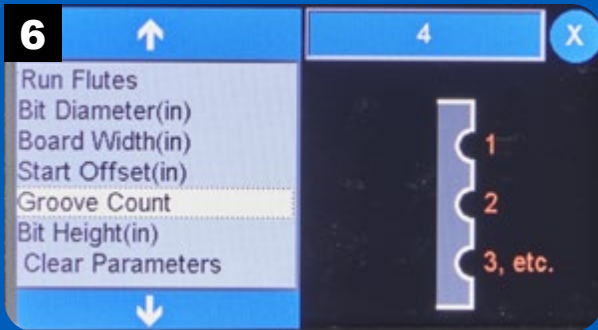 6
4
X
Run Flutes
Bit Diameter(in)
Board Width(in)
Start Offset(in)
Groove Count
Bit Height(in)
Clear Parameters
1
2
3, etc.